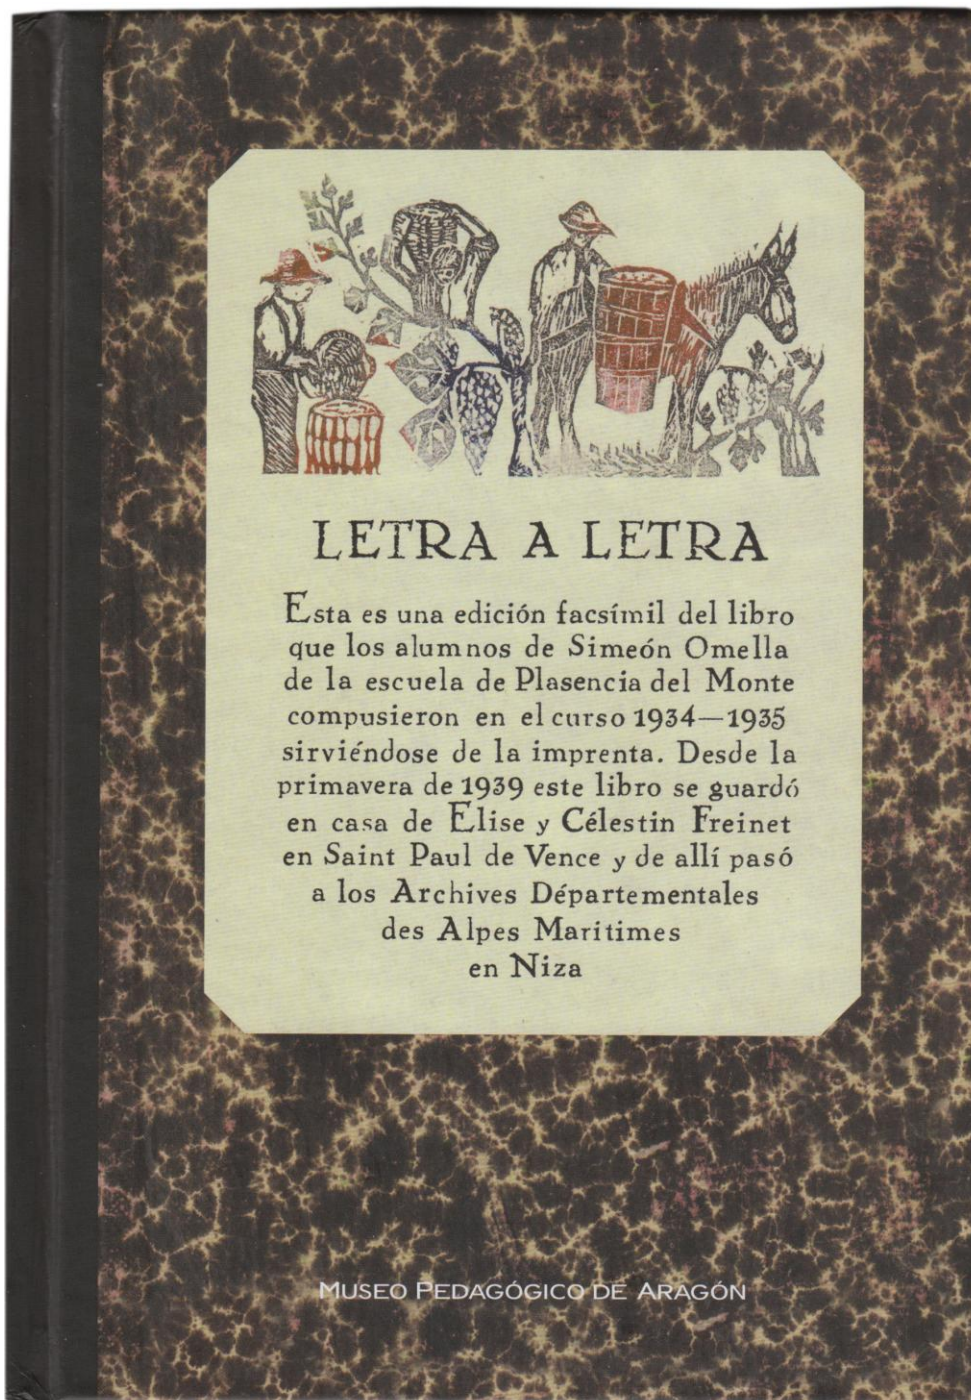 LETRA A LETRA
Esta es una edición facsímil del libro
que los alumnos de Simeón Omella
de la escuela de Plasencia del Monte
compusieron en el curso 1934—1935
sirviéndose de la imprenta. Desde la
primavera de 1939 este libro se guardó
en casa de Elise y Célestin Freinet
en Saint Paul de Vence y de allí pasó
a los Archives Départementales
des Alpes Maritimes
en Niza
MUSEO PEDAGÓGICO DE ARAGÓN